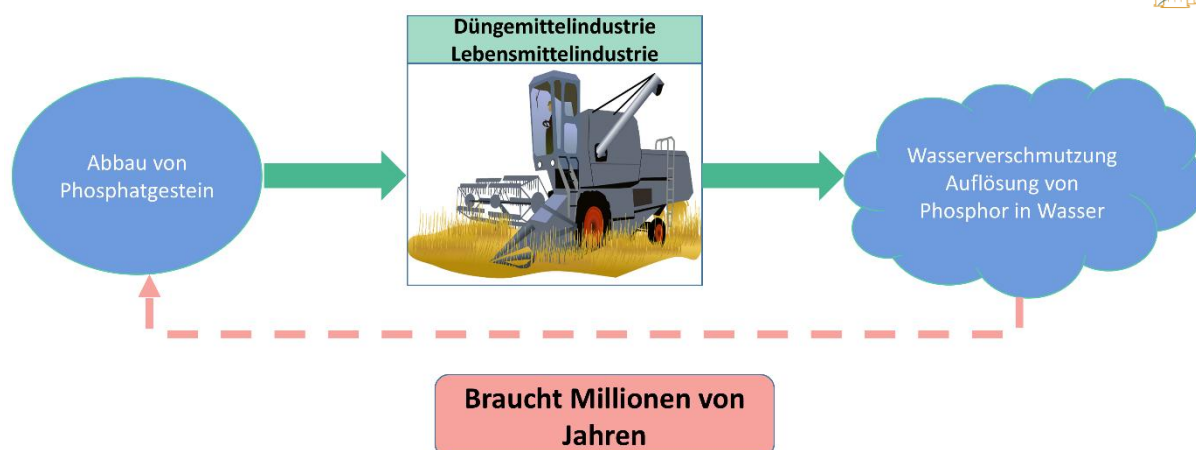 Düngemittelindustrie
Lebensmittelindustrie
Abbau von
Phosphatgestein
Wasserverschmutzung
Auflösung von
Phosphor in Wasser
Braucht Millionen von
Jahren